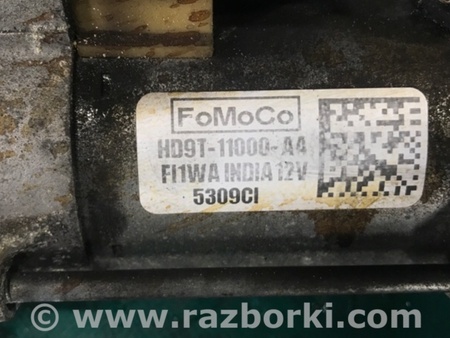 FoMoCo
HD9T-11000-A4
FI1WA INDIA 12V
5309CI
© www.razborki.com